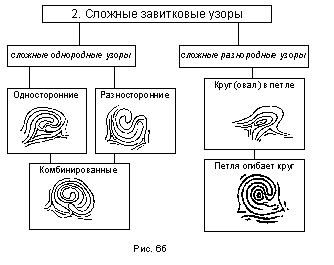 2. Сложные завитковые узоры
сложные однородные узоры
сложные разнородные узоры
Односторонние
Разносторонние
Круг(овал) в петле
Комбинированные
Петля огибает круг
Рис. 6б